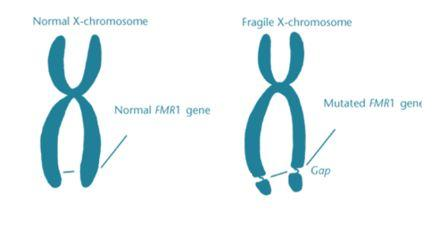 Normal X-chromosome
Fragile X-chromosome
Normal FMR1 gene
Mutated FMR1 gene
Gap